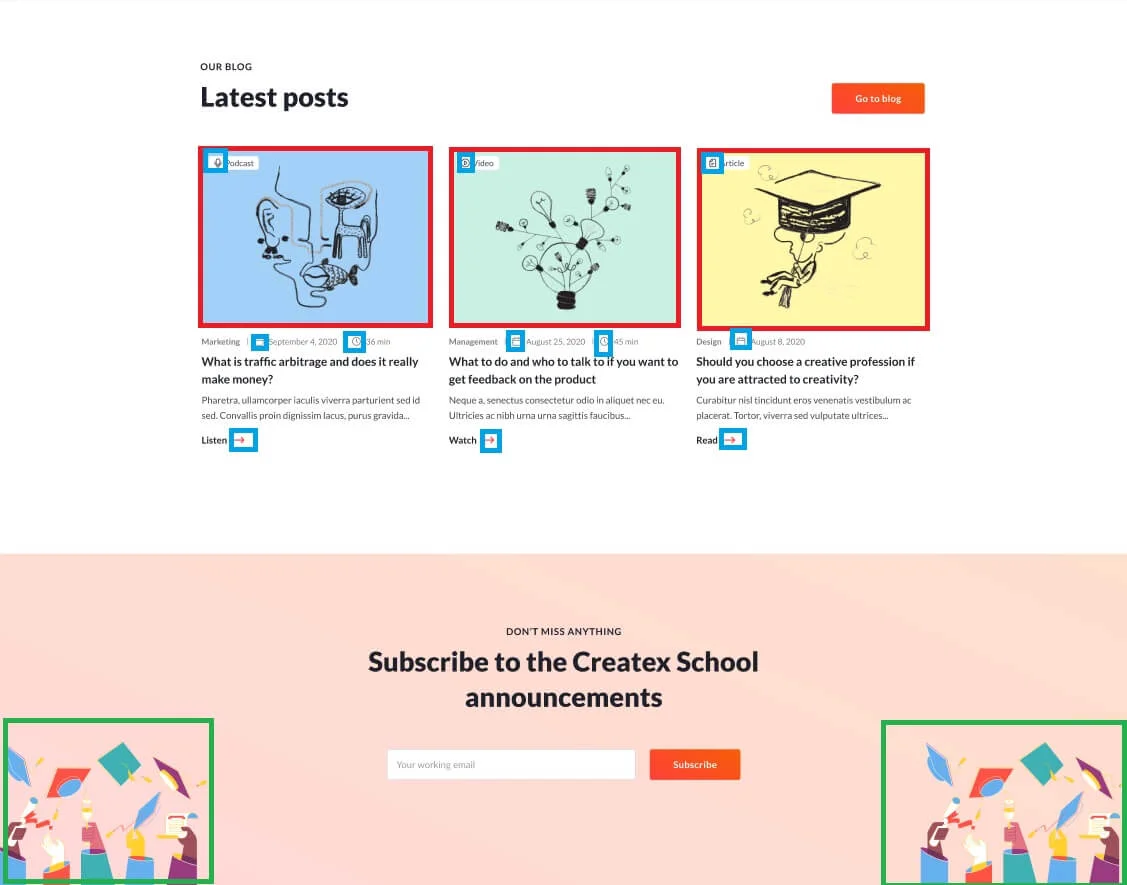 OUR BLOG
Latest posts
Go to blog
Podcast
Video
Article
Marketing | September 4, 2020 | 36 min
What is traffic arbitrage and does it really
make money?
Pharetra, ullamcorper iaculis viverra parturient sed id
sed. Convallis proin dignissim lacus, purus gravida...
Listen
Management | August 25, 2020 | 45 min
What to do and who to talk to if you want to
get feedback on the product
Neque a, senectus consectetur odio in aliquet nec eu.
Ultricies ac nibh urna urna sagittis faucibus...
Watch
Design | August 8, 2020
Should you choose a creative profession if
you are attracted to creativity?
Curabitur nisl tincidunt eros venenatis vestibulum ac
placerat. Tortor, viverra sed vulputate ultrices...
Read
DON'T MISS ANYTHING
Subscribe to the Createx School
announcements
Your working email
Subscribe